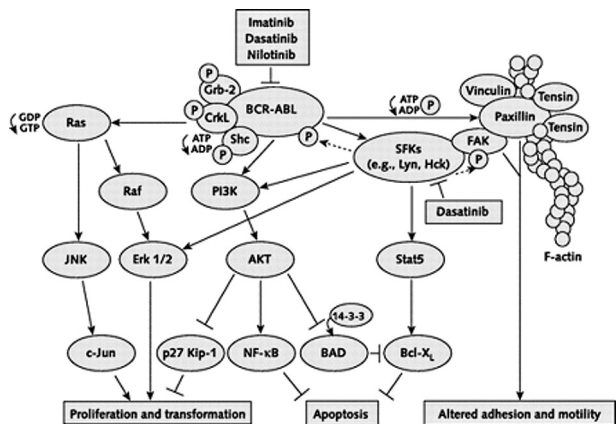 Imatinib
Dasatinib
Nilotinib
P
Grb-2
P
CrkL
BCR-ABL
GDP
GTP
Ras
ATP
ADP
Shc
P
P
ATP
ADP
P
Vinculin
Tensin
Paxillin
Tensin
FAK
P
SFKs
(e.g., Lyn, Hck)
Raf
PI3K
Dasatinib
F-actin
JNK
Erk 1/2
AKT
Stat5
14-3-3
c-Jun
p27 Kip-1
NF-κB
BAD
Bcl-XL
Proliferation and transformation
Apoptosis
Altered adhesion and motility